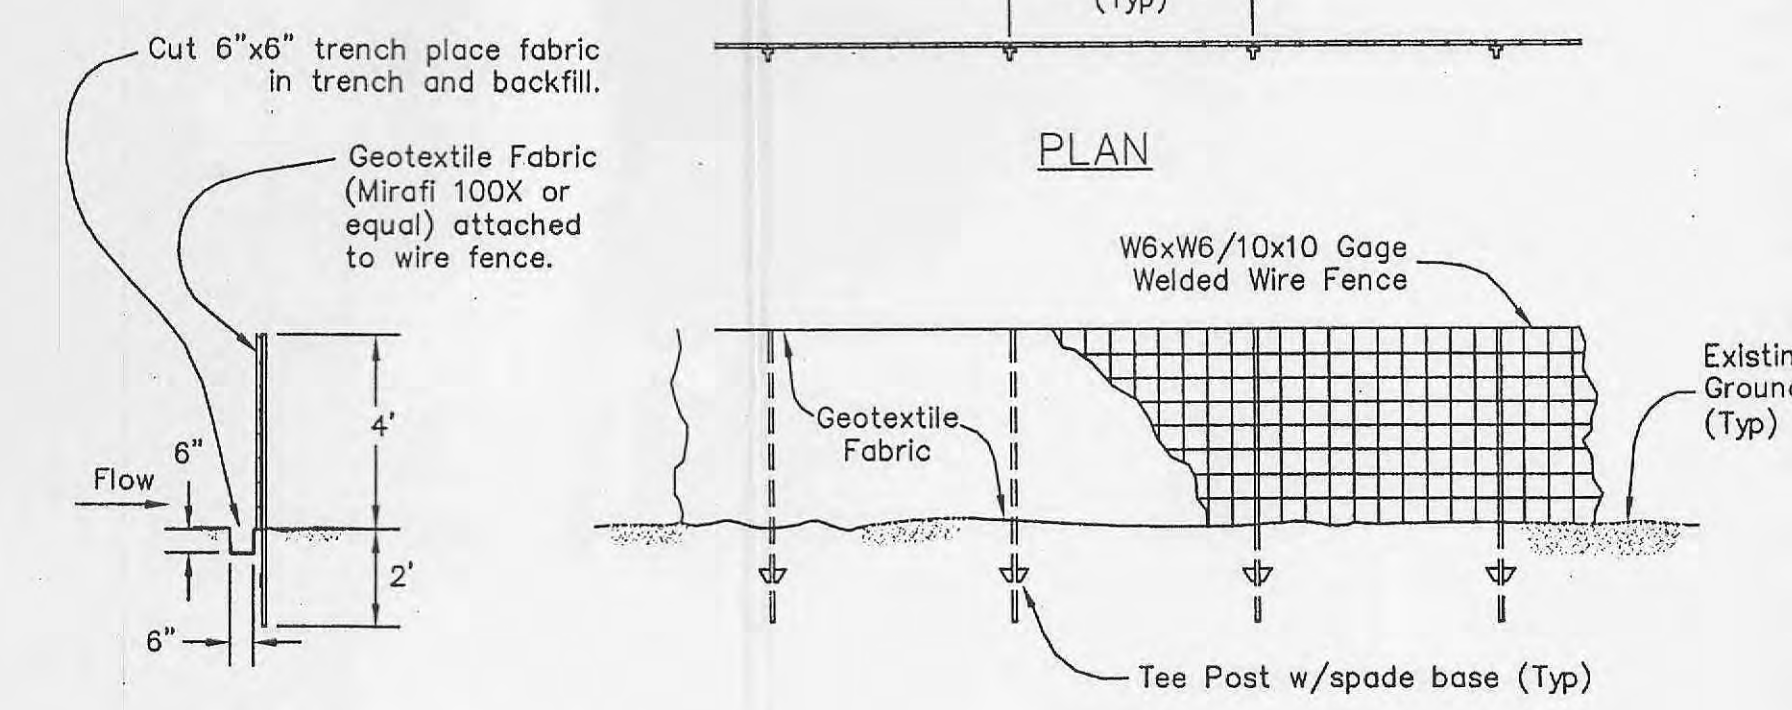 (Typ)
Cut 6"x6" trench place fabric
in trench and backfill.
Geotextile Fabric
(Mirafi 100X or
equal) attached
to wire fence.
PLAN
W6xW6/10x10 Gage
Welded Wire Fence
Existin
Groun
(Typ)
Geotextile
Fabric
4'
6"
Flow
2'
6"
Tee Post w/spade base (Typ)